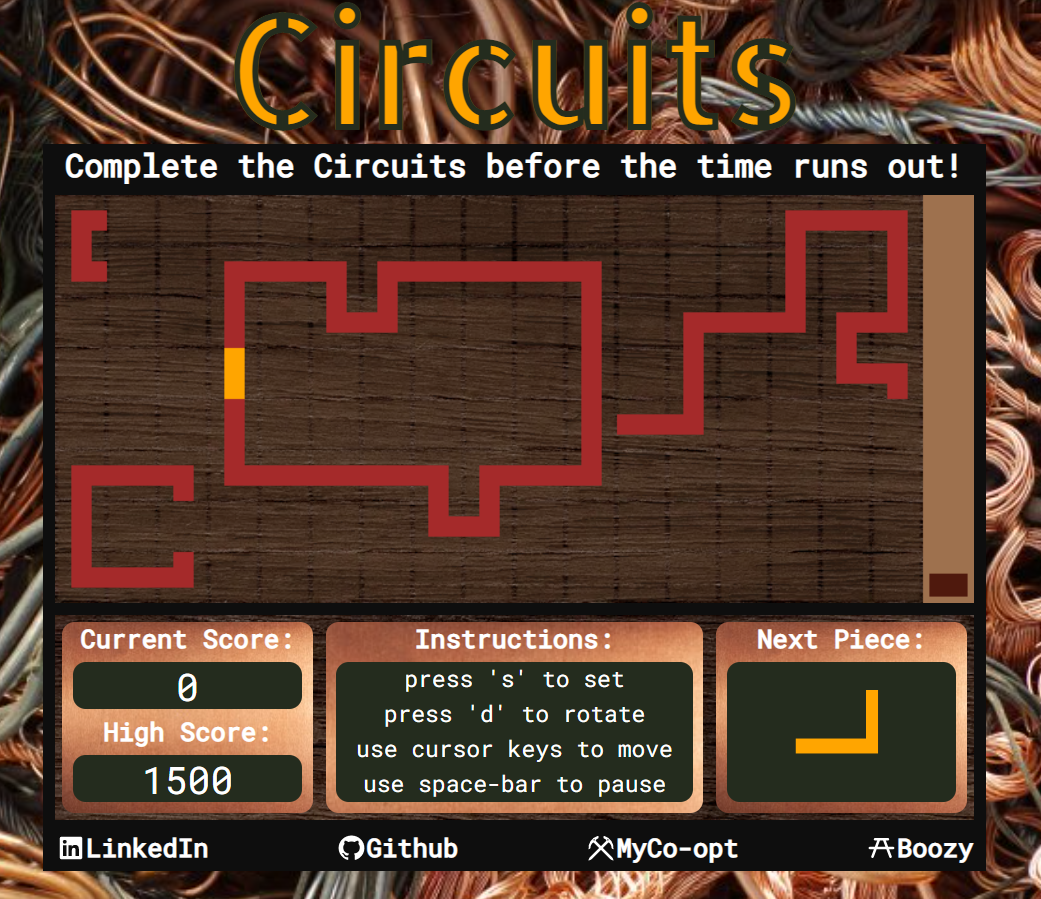 Circuits
Complete the Circuits before the time runs out!
Current Score:
0
High Score:
1500
Instructions:
press 's' to set
press 'd' to rotate
use cursor keys to move
use space-bar to pause
Next Piece:
LinkedIn
Github
MyCo-opt
Boozy